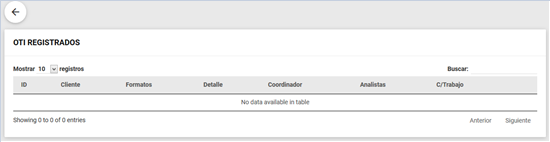 OTI REGISTRADOS
Mostrar 10 registros Buscar:
ID Cliente Formatos Detalle Coordinador Analistas C/Trabajo
No data available in table
Showing 0 to 0 of 0 entries Anterior Siguiente